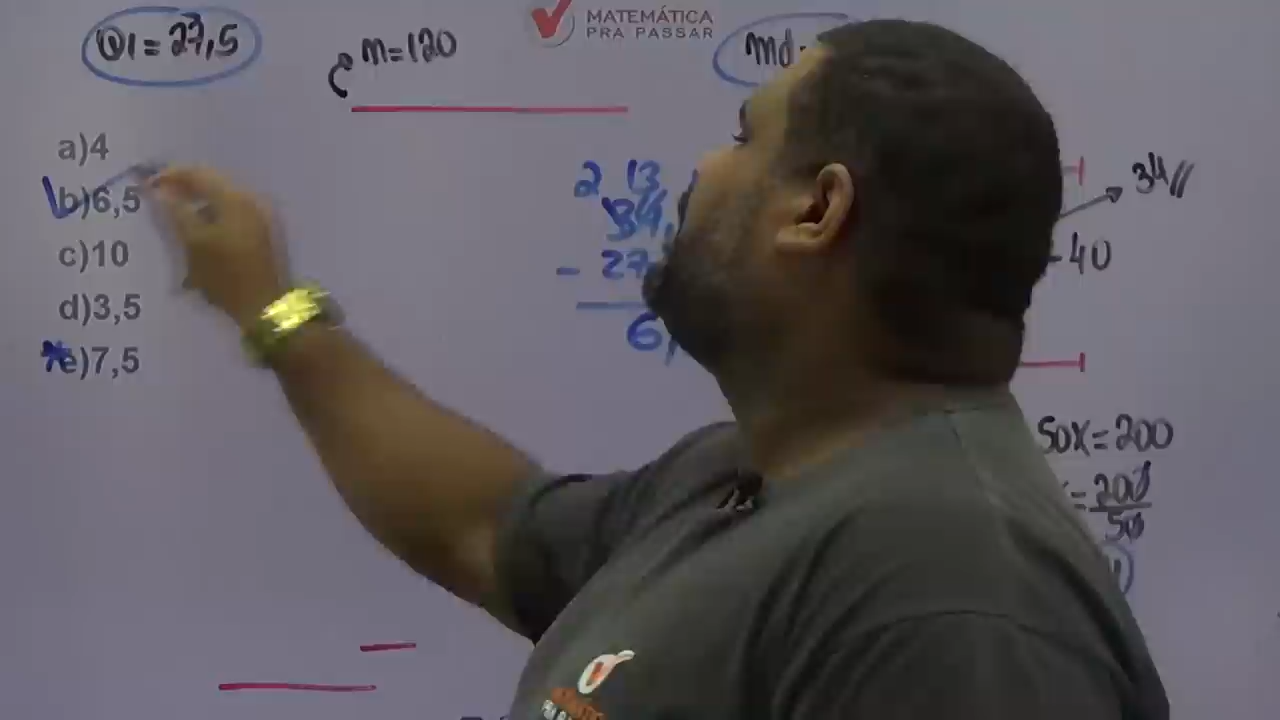 Q1 = 27,5
n = 120
MATEMÁTICA
PRA PASSAR
Md
a)4
b)6,5
c)10
d)3,5
e)7,5
2 13
34,
- 27
6,
34//
40
50x = 200
= 200
50